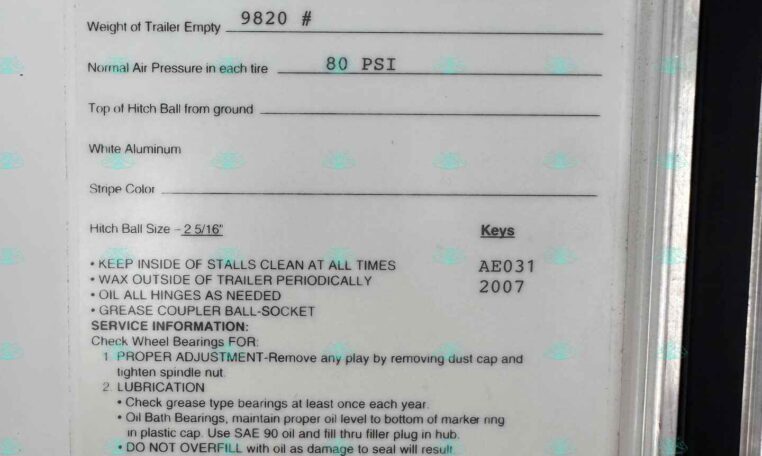 Weight of Trailer Empty 9820 #
Normal Air Pressure in each tire 80 PSI
Top of Hitch Ball from ground
White Aluminum
Stripe Color
Hitch Ball Size – 2 5/16" Keys
• KEEP INSIDE OF STALLS CLEAN AT ALL TIMES AE031
• WAX OUTSIDE OF TRAILER PERIODICALLY 2007
• OIL ALL HINGES AS NEEDED
• GREASE COUPLER BALL-SOCKET
SERVICE INFORMATION:
Check Wheel Bearings FOR:
1. PROPER ADJUSTMENT-Remove any play by removing dust cap and
tighten spindle nut.
2. LUBRICATION
• Check grease type bearings at least once each year.
• Oil Bath Bearings, maintain proper oil level to bottom of marker ring
in plastic cap. Use SAE 90 oil and fill thru filler plug in hub.
• DO NOT OVERFILL with oil as damage to seal will result.